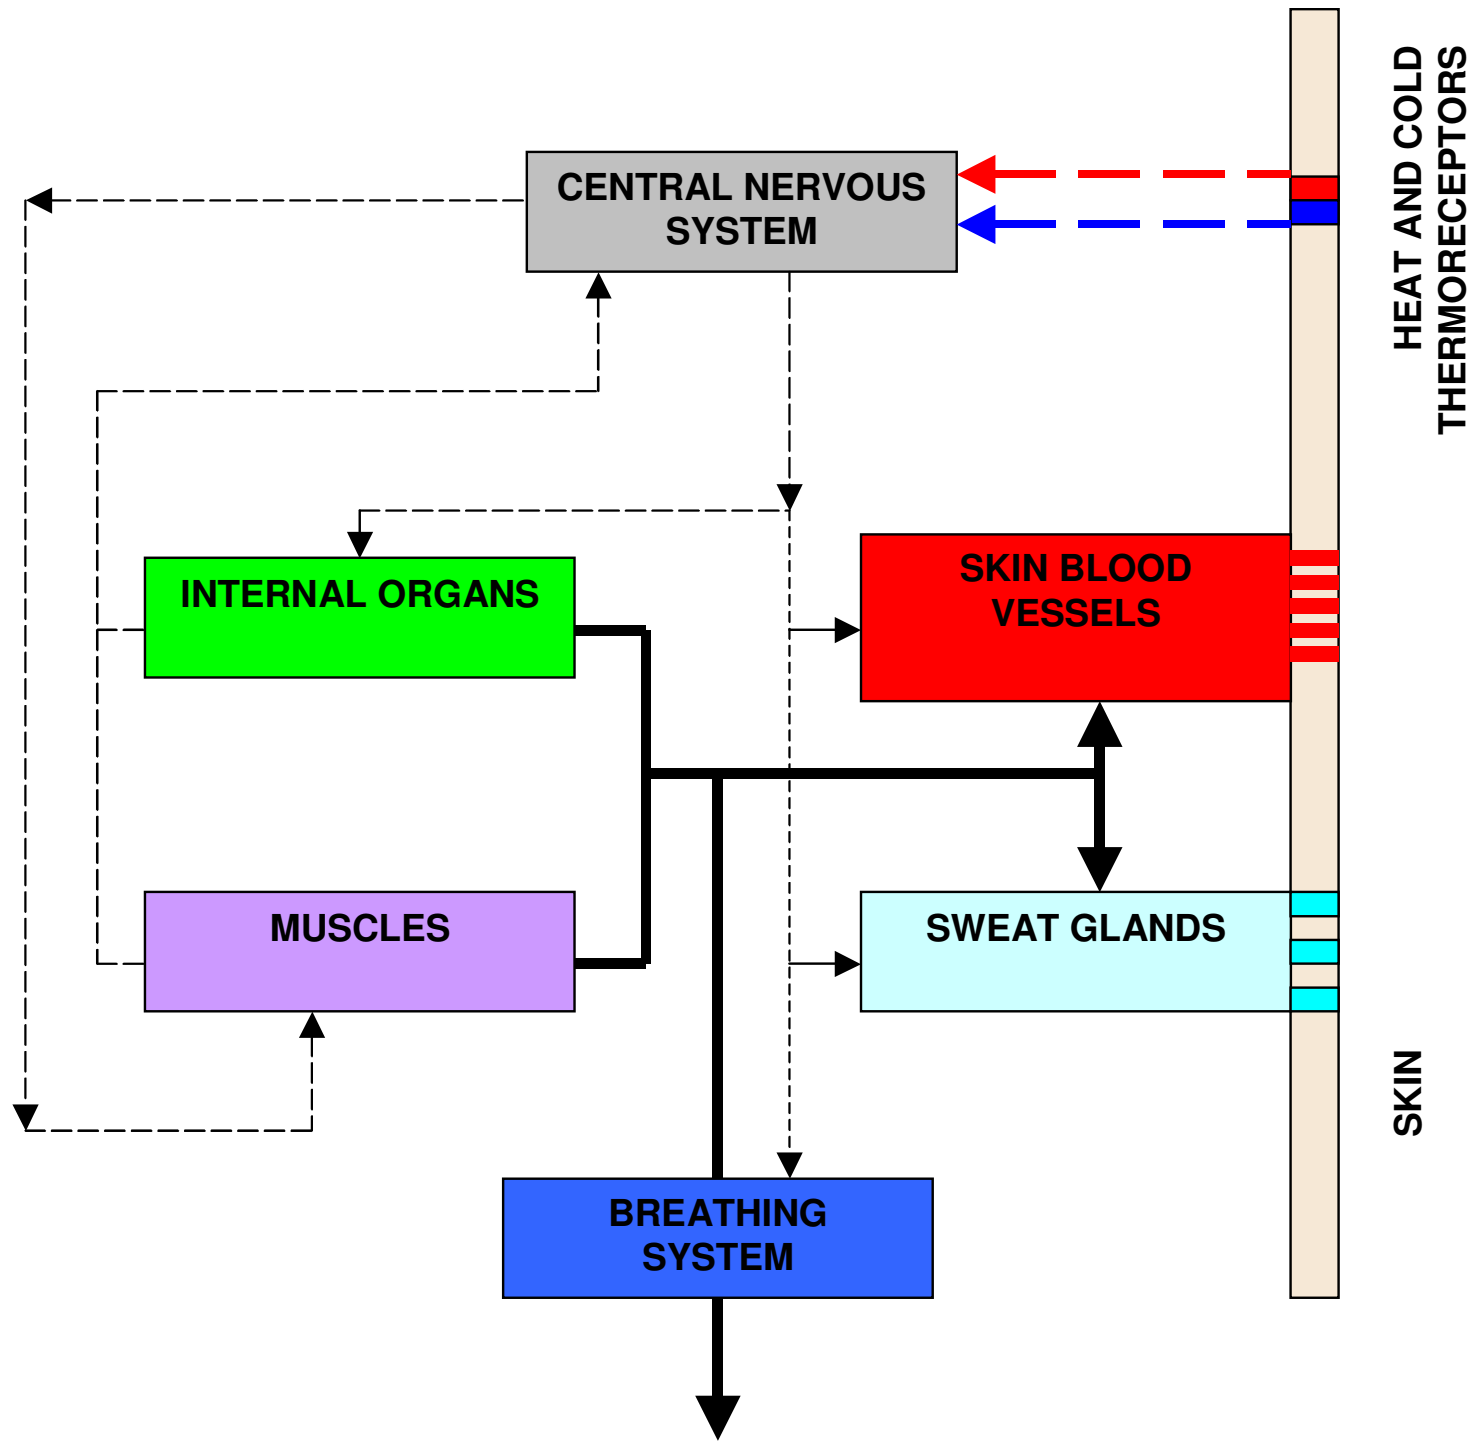 HEAT AND COLD
THERMORECEPTORS
CENTRAL NERVOUS
SYSTEM
INTERNAL ORGANS
SKIN BLOOD
VESSELS
MUSCLES
SWEAT GLANDS
SKIN
BREATHING
SYSTEM